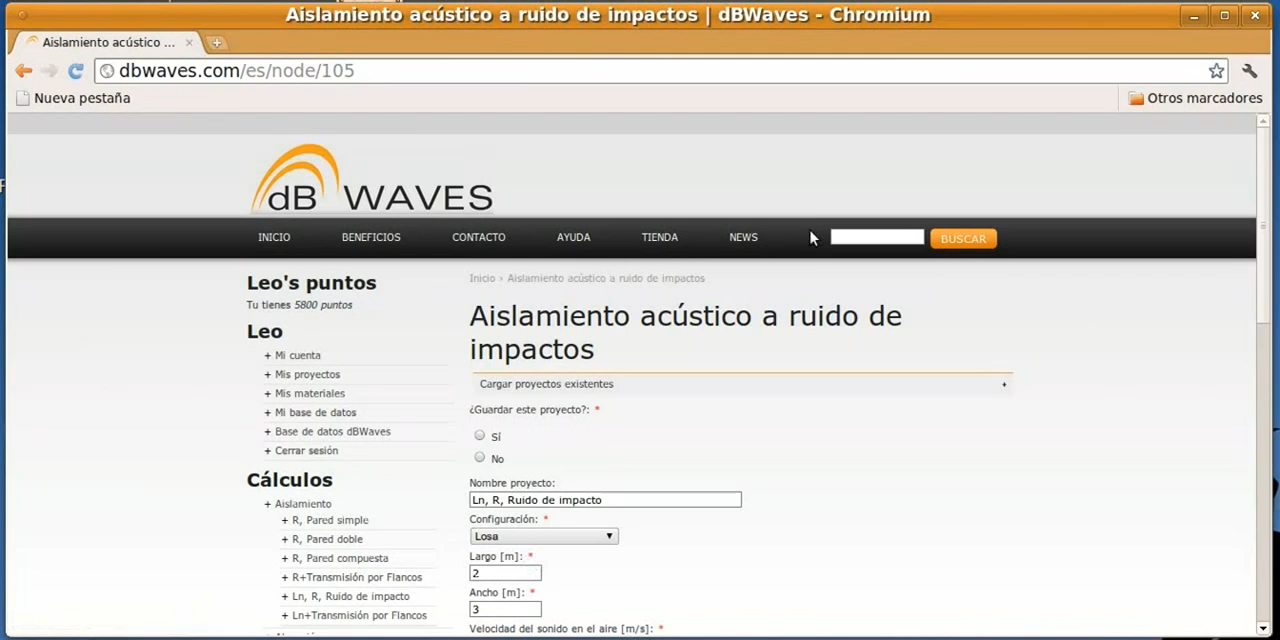 Aislamiento acústico a ruido de impactos | dBWaves - Chromium
Aislamiento acústico ...
dbwaves.com/es/node/105
Nueva pestaña
Otros marcadores
dB WAVES
INICIO BENEFICIOS CONTACTO AYUDA TIENDA NEWS BUSCAR
Leo's puntos
Tu tienes 5800 puntos
Leo
+ Mi cuenta
+ Mis proyectos
+ Mis materiales
+ Mi base de datos
+ Base de datos dBWaves
+ Cerrar sesión
Cálculos
+ Aislamiento
+ R, Pared simple
+ R, Pared doble
+ R, Pared compuesta
+ R+Transmisión por Flancos
+ Ln, R, Ruido de impacto
+ Ln+Transmisión por Flancos
Inicio › Aislamiento acústico a ruido de impactos
Aislamiento acústico a ruido de
impactos
Cargar proyectos existentes +
¿Guardar este proyecto?: *
Sí
No
Nombre proyecto:
Ln, R, Ruido de impacto
Configuración: *
Losa
Largo [m]: *
2
Ancho [m]: *
3
Velocidad del sonido en el aire [m/s]: *